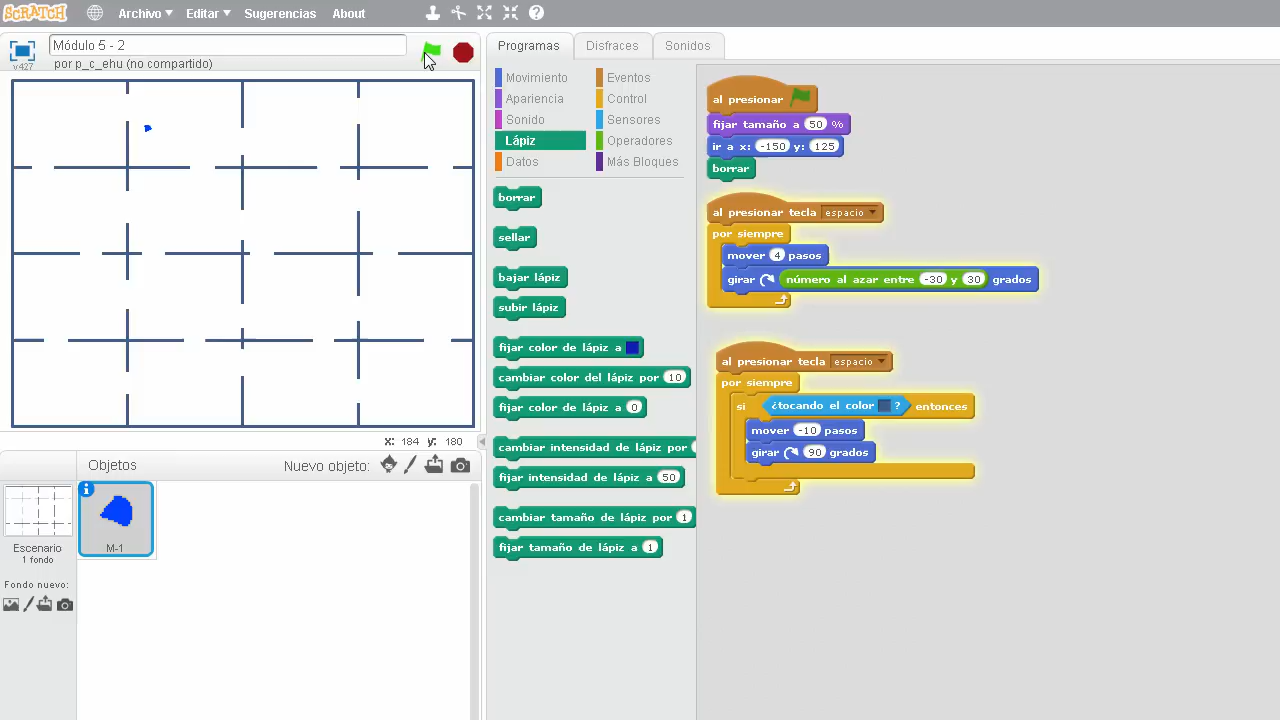 SCRATCH Archivo Editar Sugerencias About
v427
Módulo 5 - 2
por p_c_ehu (no compartido)
x: 184 y: 180
Objetos Nuevo objeto:
Escenario
1 fondo
Fondo nuevo:
M-1
Programas Disfraces Sonidos
Movimiento Eventos
Apariencia Control
Sonido Sensores
Lápiz Operadores
Datos Más Bloques
borrar
sellar
bajar lápiz
subir lápiz
fijar color de lápiz a
cambiar color del lápiz por 10
fijar color de lápiz a 0
cambiar intensidad de lápiz por
fijar intensidad de lápiz a 50
cambiar tamaño de lápiz por 1
fijar tamaño de lápiz a 1
al presionar
fijar tamaño a 50 %
ir a x: -150 y: 125
borrar
al presionar tecla espacio
por siempre
mover 4 pasos
girar número al azar entre -30 y 30 grados
al presionar tecla espacio
por siempre
si ¿tocando el color ? entonces
mover -10 pasos
girar 90 grados